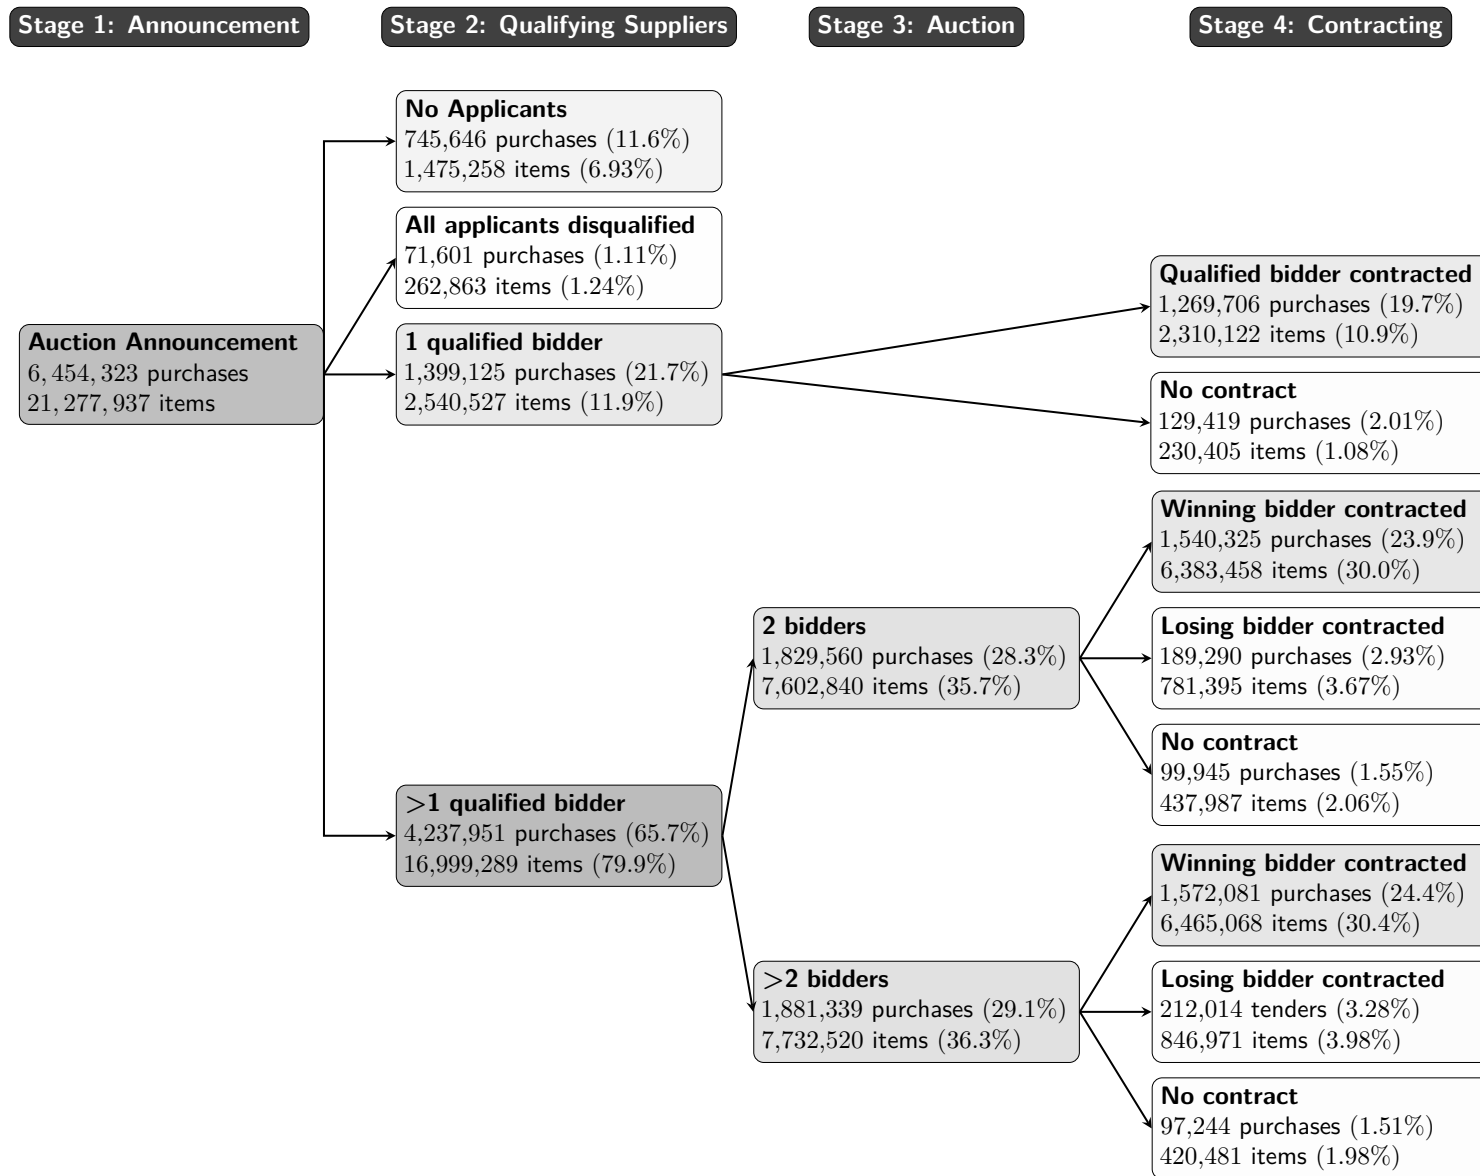 Stage 1: Announcement
Stage 2: Qualifying Suppliers
Stage 3: Auction
Stage 4: Contracting
Auction Announcement
6, 454, 323 purchases
21, 277, 937 items
No Applicants
745,646 purchases (11.6%)
1,475,258 items (6.93%)
All applicants disqualified
71,601 purchases (1.11%)
262,863 items (1.24%)
1 qualified bidder
1,399,125 purchases (21.7%)
2,540,527 items (11.9%)
>1 qualified bidder
4,237,951 purchases (65.7%)
16,999,289 items (79.9%)
2 bidders
1,829,560 purchases (28.3%)
7,602,840 items (35.7%)
>2 bidders
1,881,339 purchases (29.1%)
7,732,520 items (36.3%)
Qualified bidder contracted
1,269,706 purchases (19.7%)
2,310,122 items (10.9%)
No contract
129,419 purchases (2.01%)
230,405 items (1.08%)
Winning bidder contracted
1,540,325 purchases (23.9%)
6,383,458 items (30.0%)
Losing bidder contracted
189,290 purchases (2.93%)
781,395 items (3.67%)
No contract
99,945 purchases (1.55%)
437,987 items (2.06%)
Winning bidder contracted
1,572,081 purchases (24.4%)
6,465,068 items (30.4%)
Losing bidder contracted
212,014 tenders (3.28%)
846,971 items (3.98%)
No contract
97,244 purchases (1.51%)
420,481 items (1.98%)